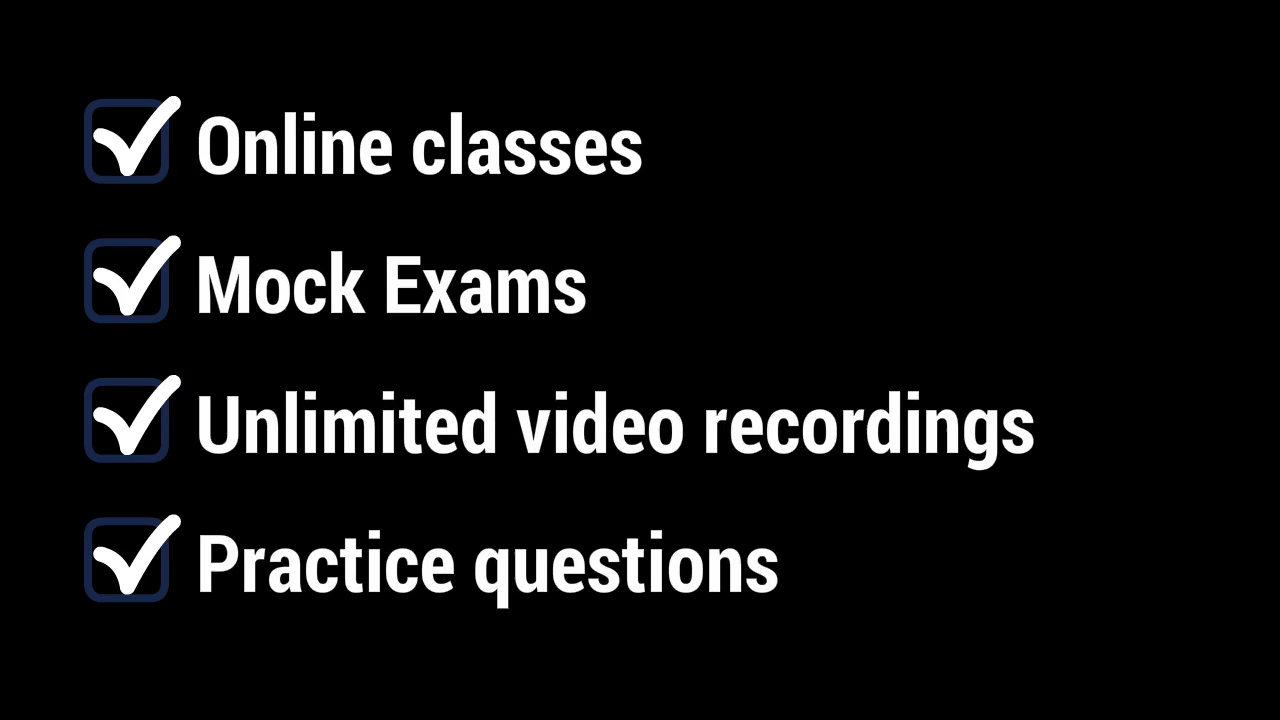 Online classes
Mock Exams
Unlimited video recordings
Practice questions